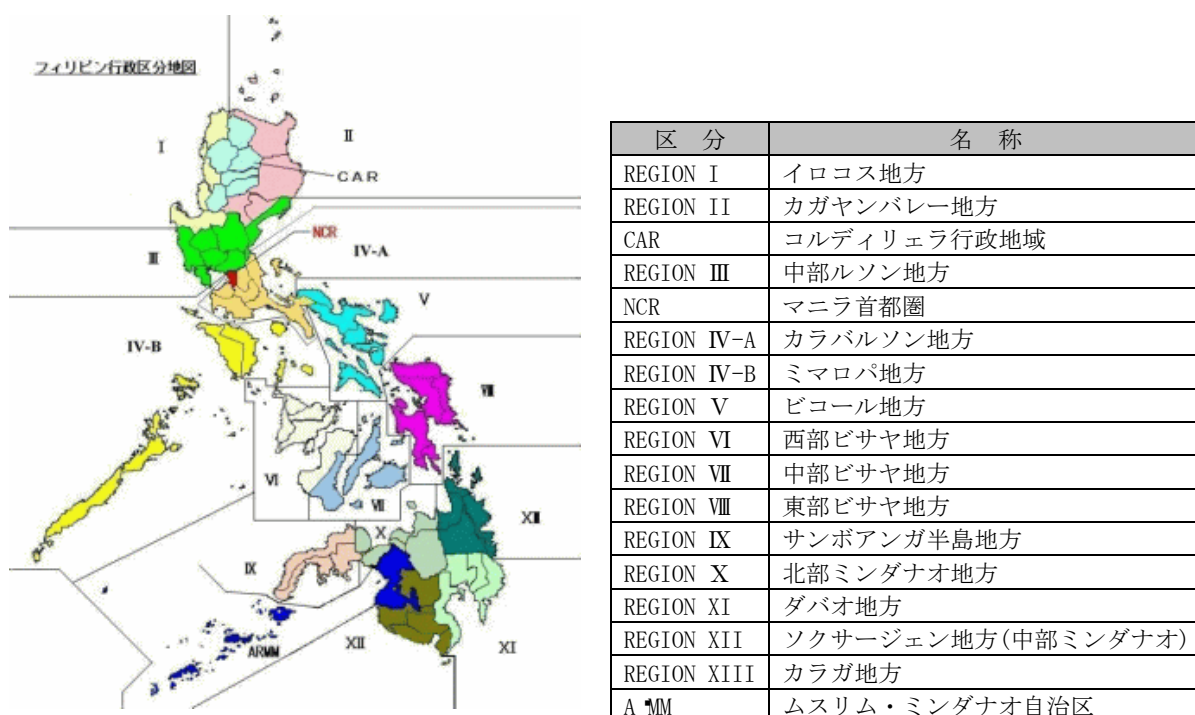 フィリピン行政区分地図
I
II
CAR
NCR
III
IV-A
V
IV-B
VIII
VI
VII
XIII
X
IX
ARMM
XII
XI
区 分 名 称
REGION I イロコス地方
REGION II カガヤンバレー地方
CAR コルディリェラ行政地域
REGION Ⅲ 中部ルソン地方
NCR マニラ首都圏
REGION Ⅳ-A カラバルソン地方
REGION Ⅳ-B ミマロパ地方
REGION Ⅴ ビコール地方
REGION Ⅵ 西部ビサヤ地方
REGION Ⅶ 中部ビサヤ地方
REGION Ⅷ 東部ビサヤ地方
REGION Ⅸ サンボアンガ半島地方
REGION Ⅹ 北部ミンダナオ地方
REGION XI ダバオ地方
REGION XII ソクサージェン地方(中部ミンダナオ)
REGION XIII カラガ地方
ムスリム・ミンダナオ自治区